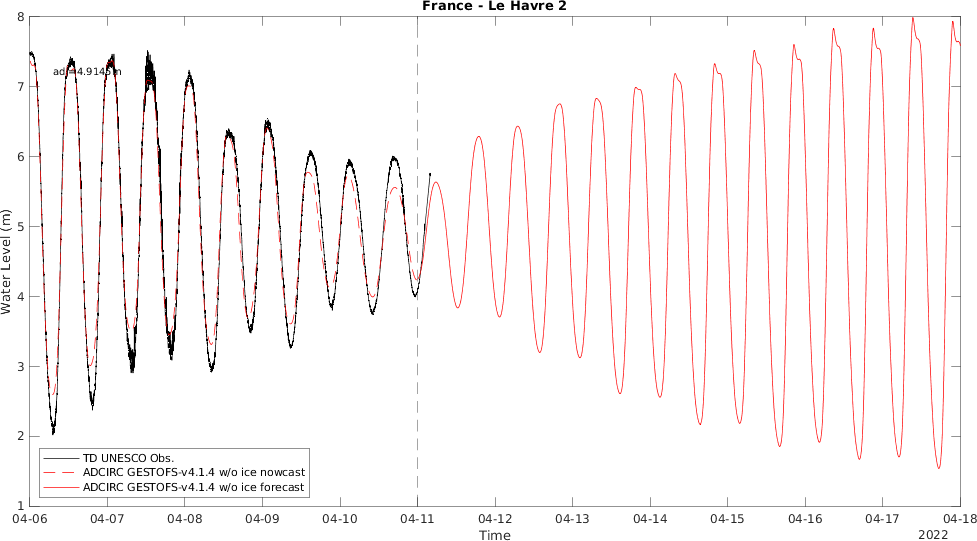 France - Le Havre 2
8
7
6
5
4
3
2
1
Water Level (m)
TD UNESCO Obs.
ADCIRC GESTOFS-v4.1.4 w/o ice nowcast
ADCIRC GESTOFS-v4.1.4 w/o ice forecast
04-06 04-07 04-08 04-09 04-10 04-11 04-12 04-13 04-14 04-15 04-16 04-17 04-18
Time
2022